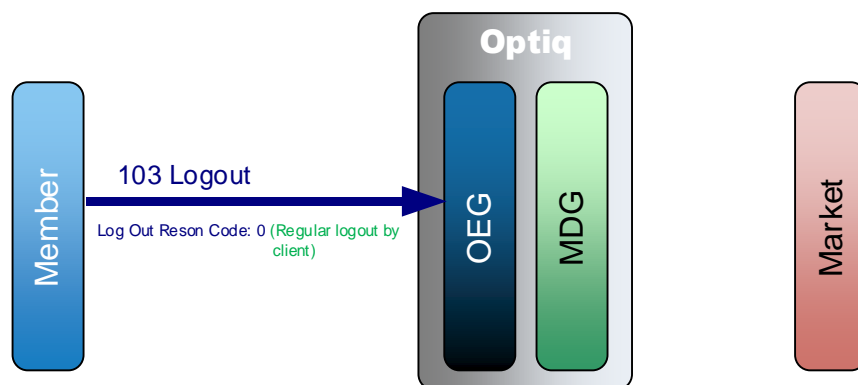 Optiq
Member
103 Logout
Log Out Reson Code: 0 (Regular logout by
client)
OEG
MDG
Market